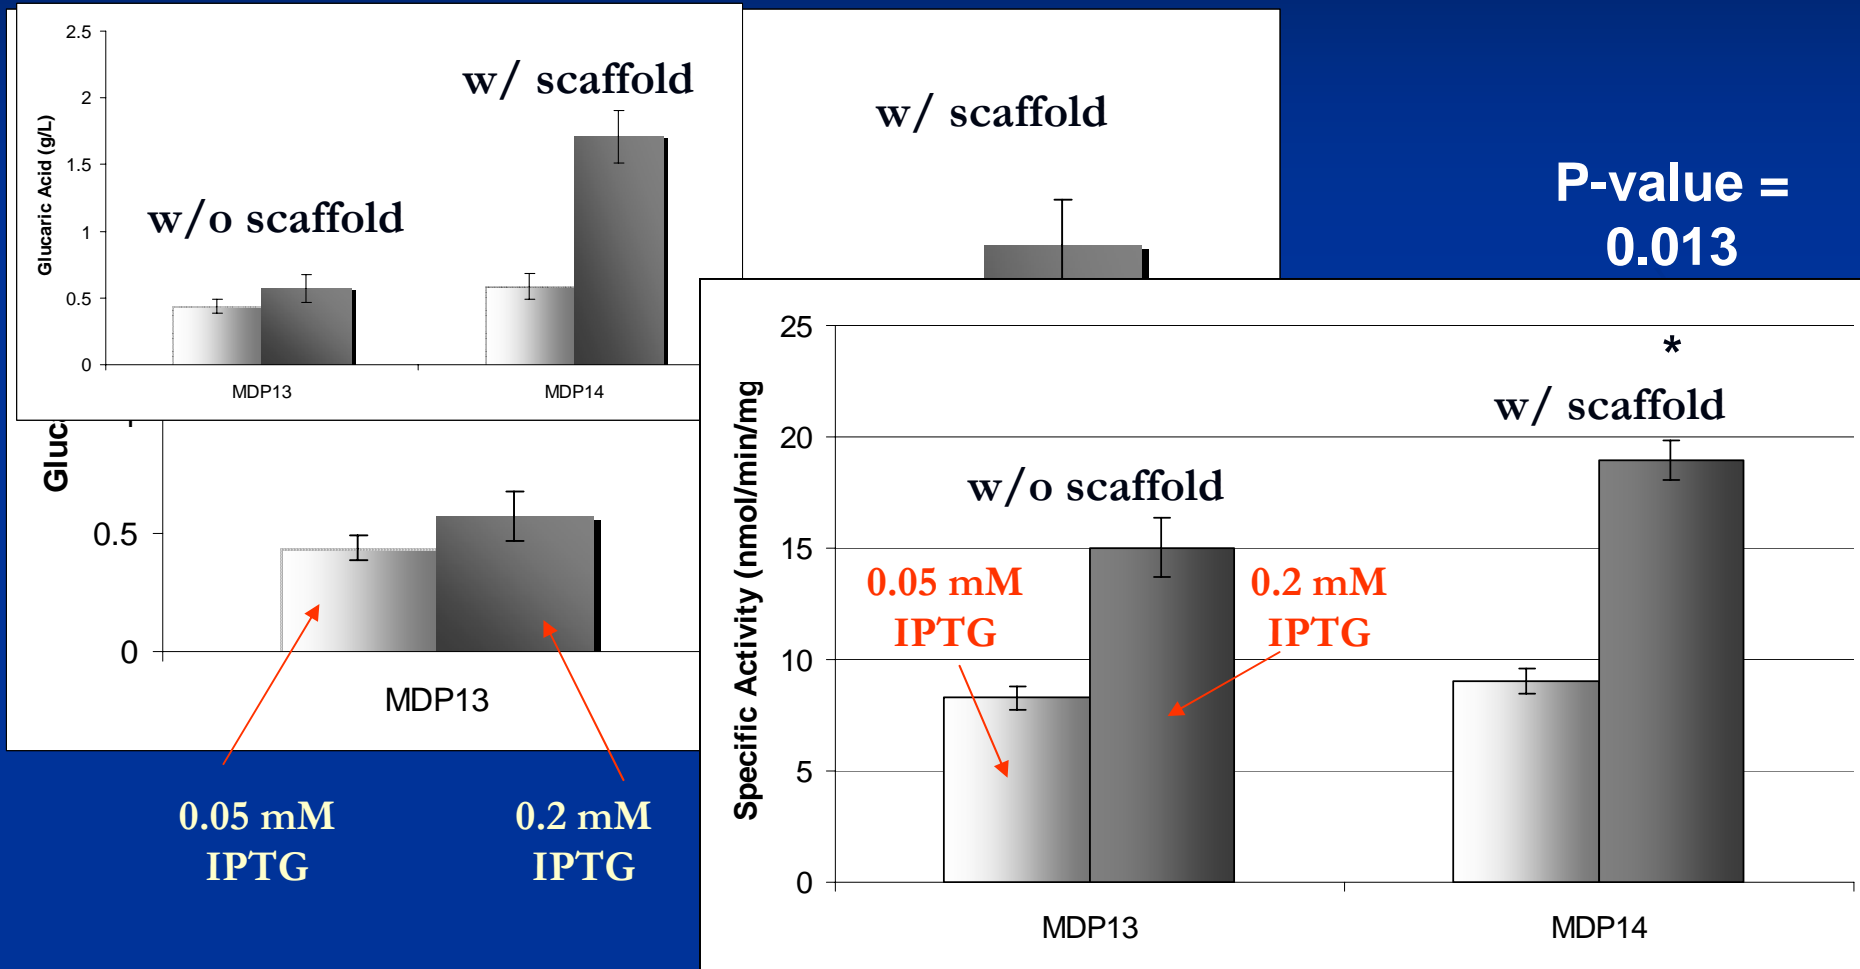 2.5
2
1.5
1
0.5
0
Glucaric Acid (g/L)
w/o scaffold
w/ scaffold
MDP13
MDP14
w/ scaffold
P-value =
0.013
0.5
0
MDP13
0.05 mM
IPTG
0.2 mM
IPTG
25
20
15
10
5
0
Specific Activity (nmol/min/mg
w/o scaffold
*
w/ scaffold
0.05 mM
IPTG
0.2 mM
IPTG
MDP13
MDP14